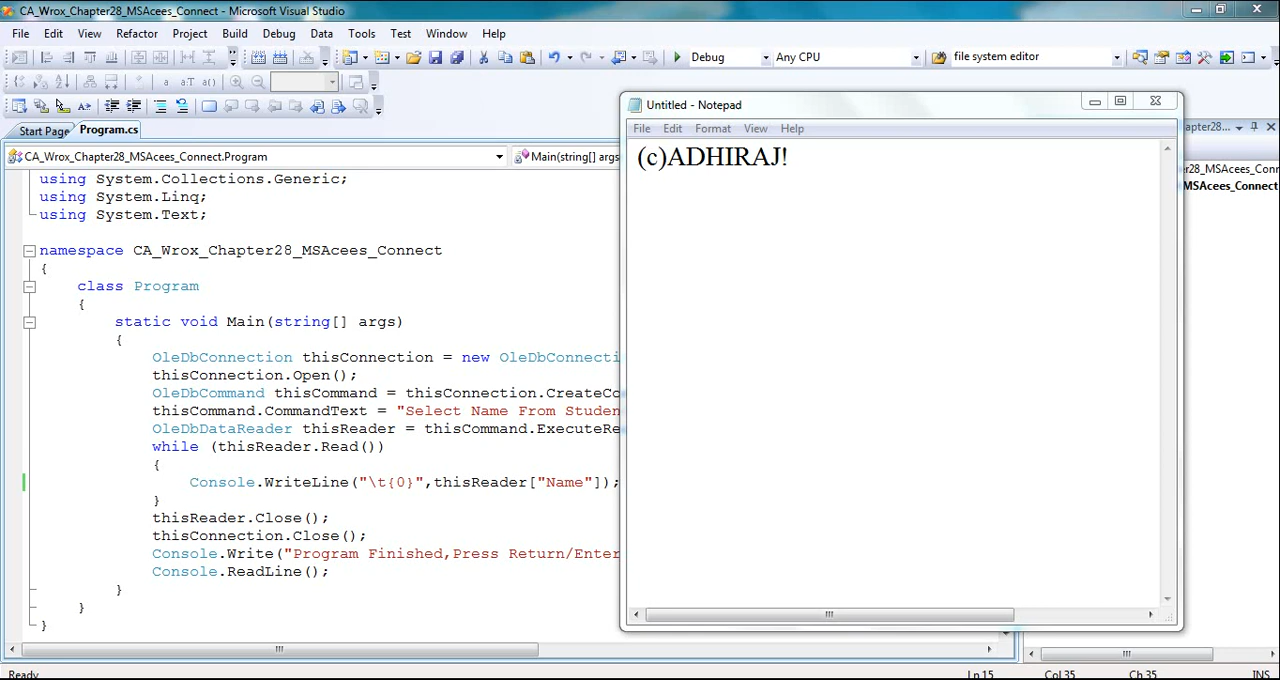 CA_Wrox_Chapter28_MSAcees_Connect - Microsoft Visual Studio
File Edit View Refactor Project Build Debug Data Tools Test Window Help
Debug Any CPU file system editor
Start Page Program.cs
CA_Wrox_Chapter28_MSAcees_Connect.Program Main(string[] args
using System.Collections.Generic;
using System.Linq;
using System.Text;
namespace CA_Wrox_Chapter28_MSAcees_Connect
{
class Program
{
static void Main(string[] args)
{
OleDbConnection thisConnection = new OleDbConnecti
thisConnection.Open();
OleDbCommand thisCommand = thisConnection.CreateCo
thisCommand.CommandText = "Select Name From Studen
OleDbDataReader thisReader = thisCommand.ExecuteRe
while (thisReader.Read())
{
Console.WriteLine("\t{0}",thisReader["Name"]);
}
thisReader.Close();
thisConnection.Close();
Console.Write("Program Finished,Press Return/Enter
Console.ReadLine();
}
}
}
Untitled - Notepad
File Edit Format View Help
(c)ADHIRAJ!
apter28...
r28_MSAcees_Conn
MSAcees_Connect
Ready Ln 15 Col 35 Ch 35 INS